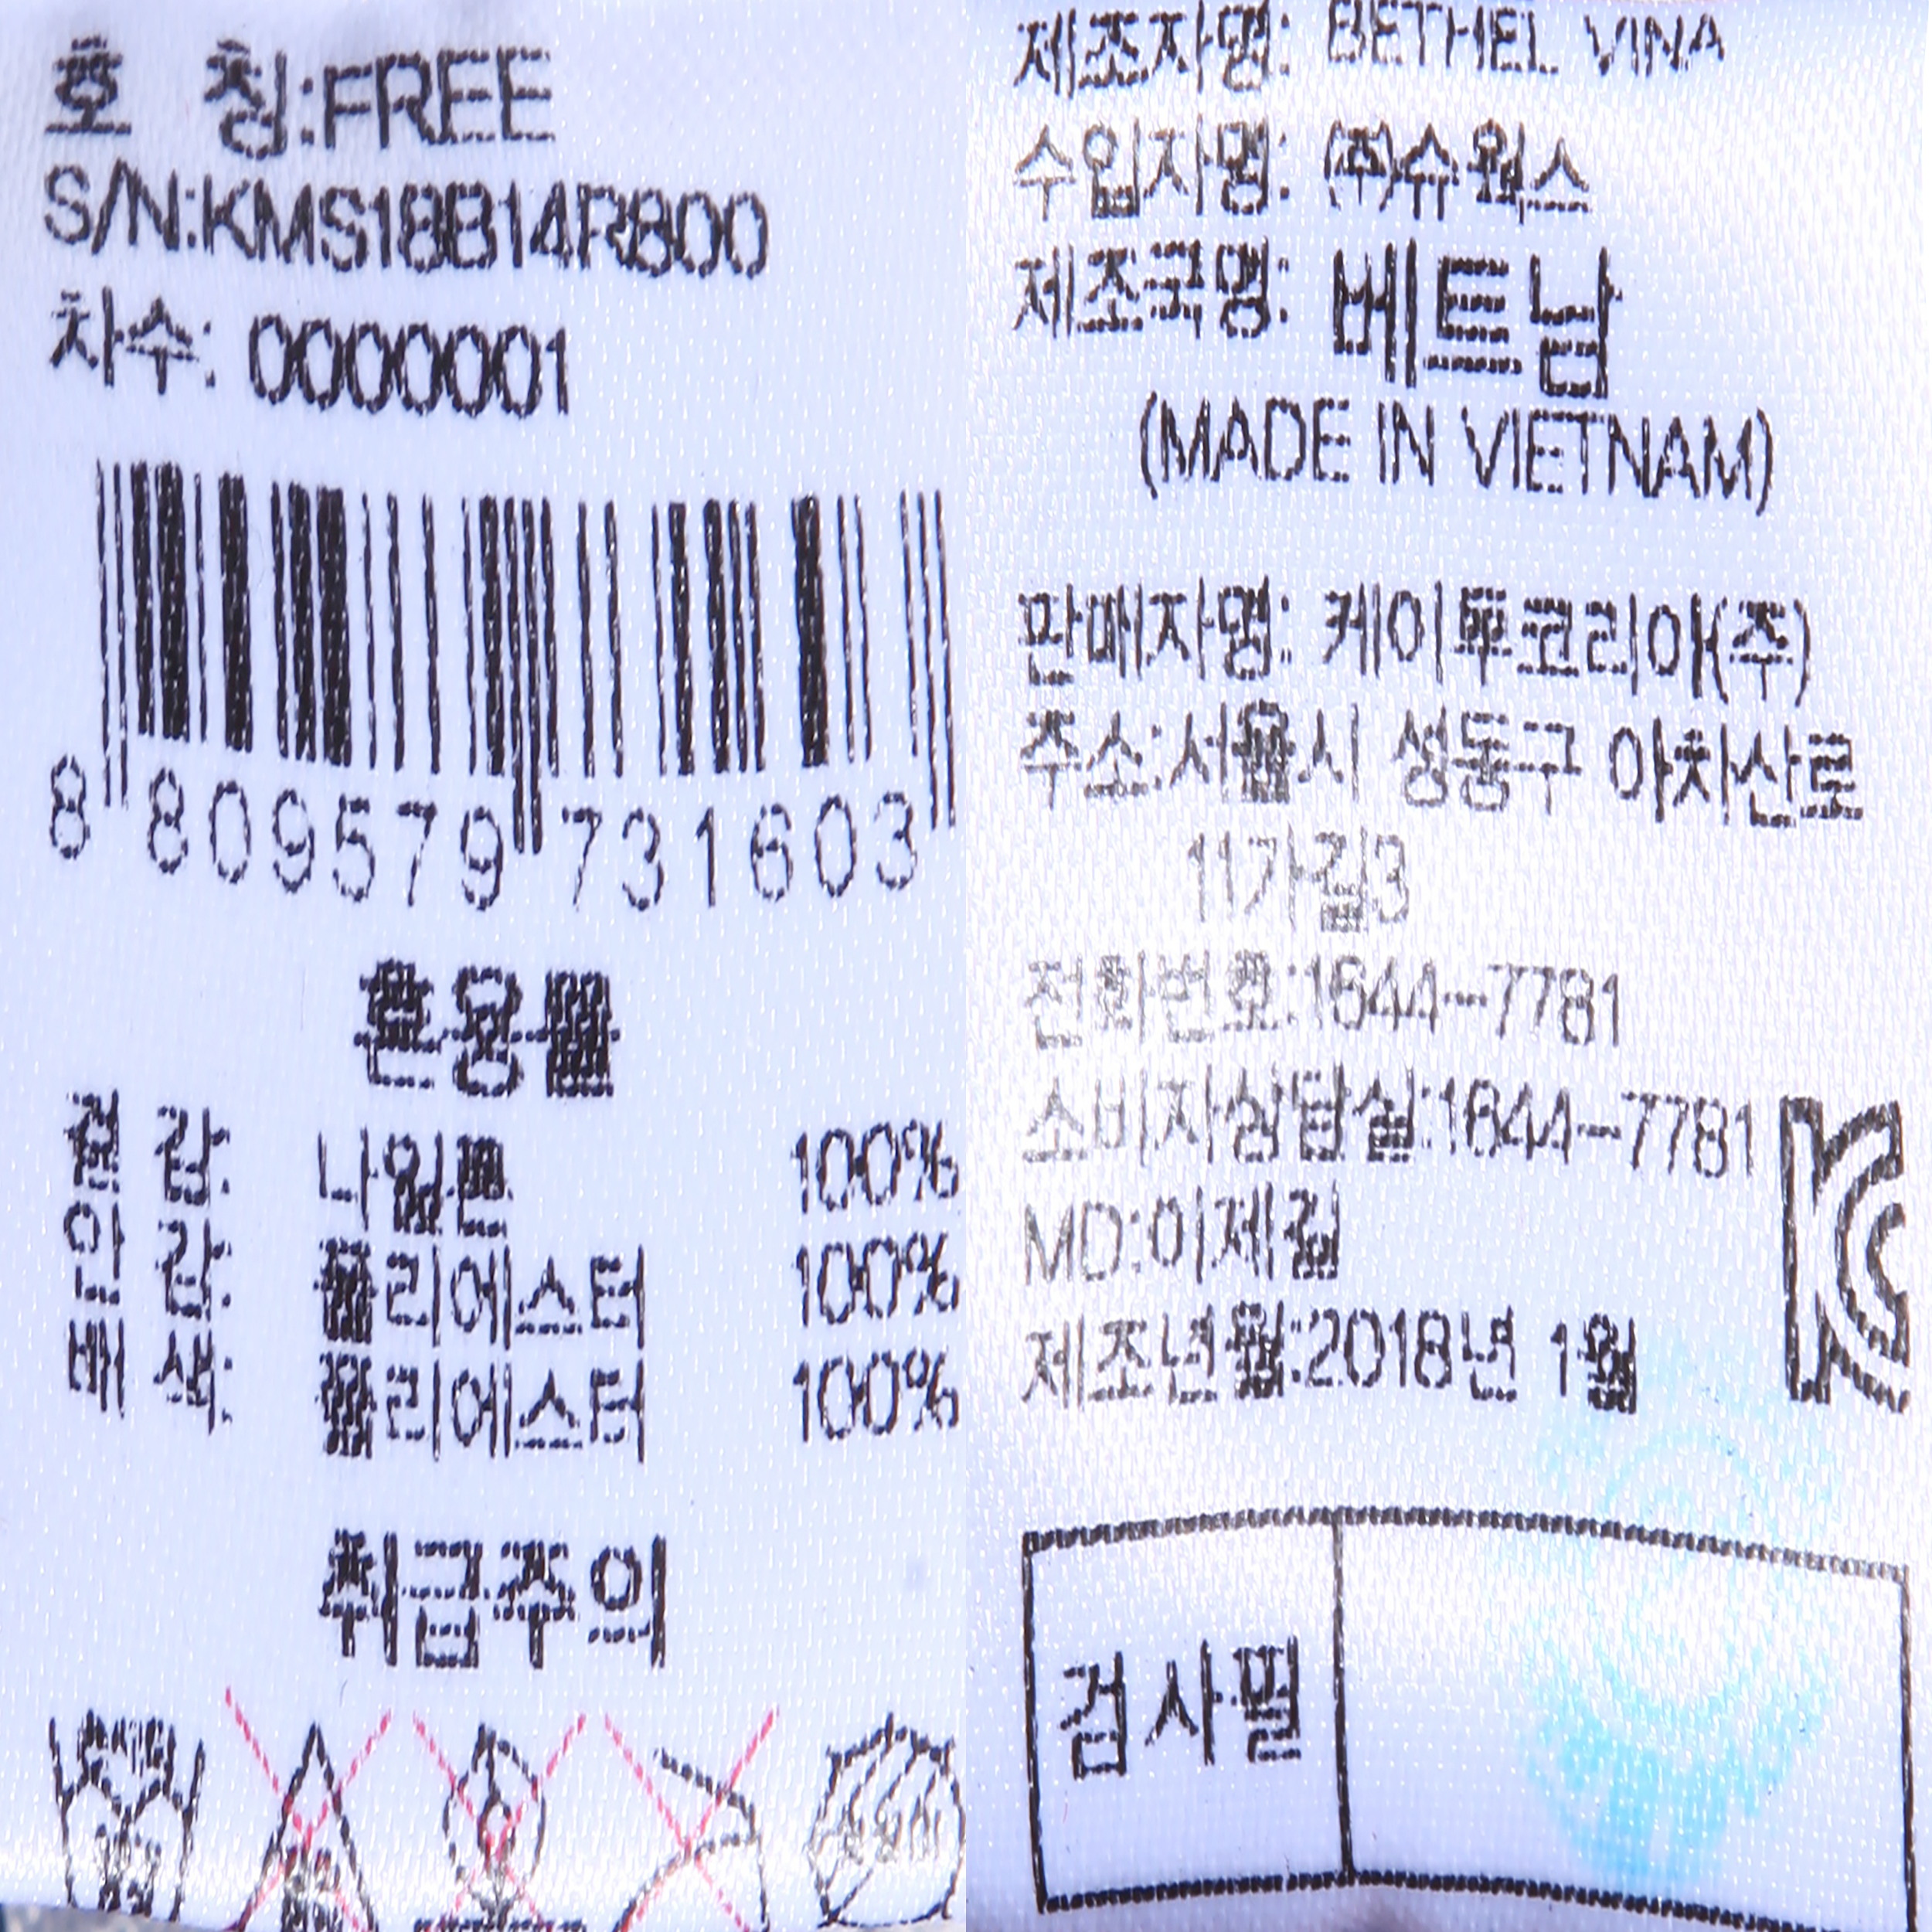 호 칭:FREE
S/N:KMS18B14R800
차수: 0000001
8 809579 731603
혼용률
겉 감: 나일론 100%
안 감: 폴리에스터 100%
배 색: 폴리에스터 100%
취급주의
제조자명: BETHEL VINA
수입자명: (주)슈웍스
제조국명: 베트남
(MADE IN VIETNAM)
판매자명: 케이투코리아(주)
주소:서울시 성동구 아차산로
11가길3
전화번호:1644-7781
소비자상담실:1644-7781
MD:이제길
제조년월:2018년 1월
검사필